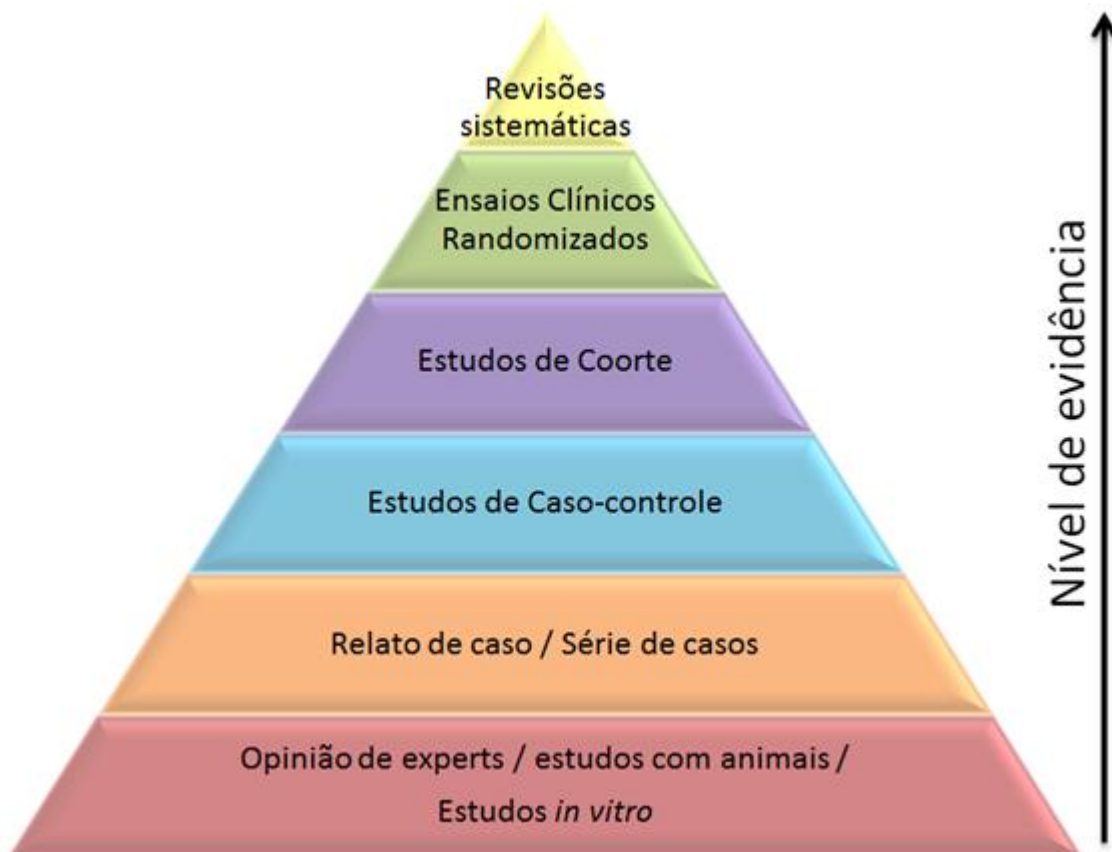 Revisões
sistemáticas
Ensaios Clínicos
Randomizados
Estudos de Coorte
Estudos de Caso-controle
Relato de caso / Série de casos
Opinião de experts / estudos com animais /
Estudos in vitro
Nível de evidência